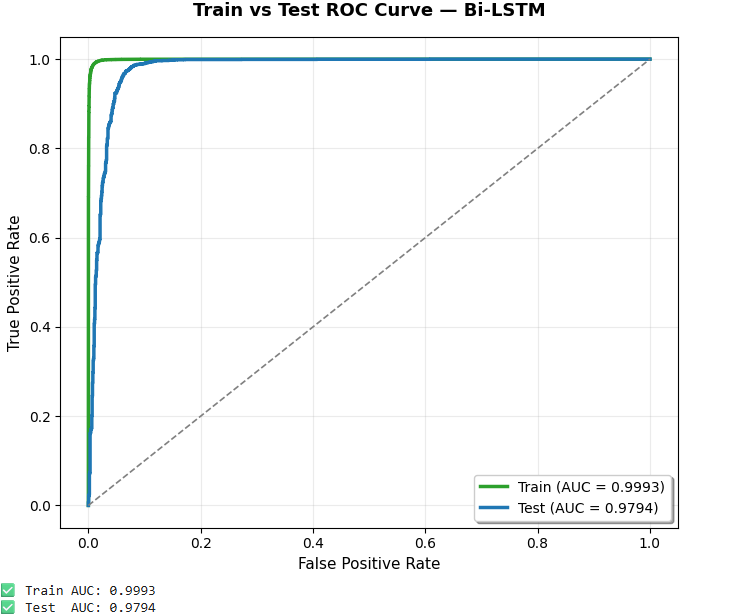 Train vs Test ROC Curve — Bi-LSTM
True Positive Rate
1.0
0.8
0.6
0.4
0.2
0.0
0.0 0.2 0.4 0.6 0.8 1.0
False Positive Rate
Train (AUC = 0.9993)
Test (AUC = 0.9794)
✅ Train AUC: 0.9993
✅ Test  AUC: 0.9794